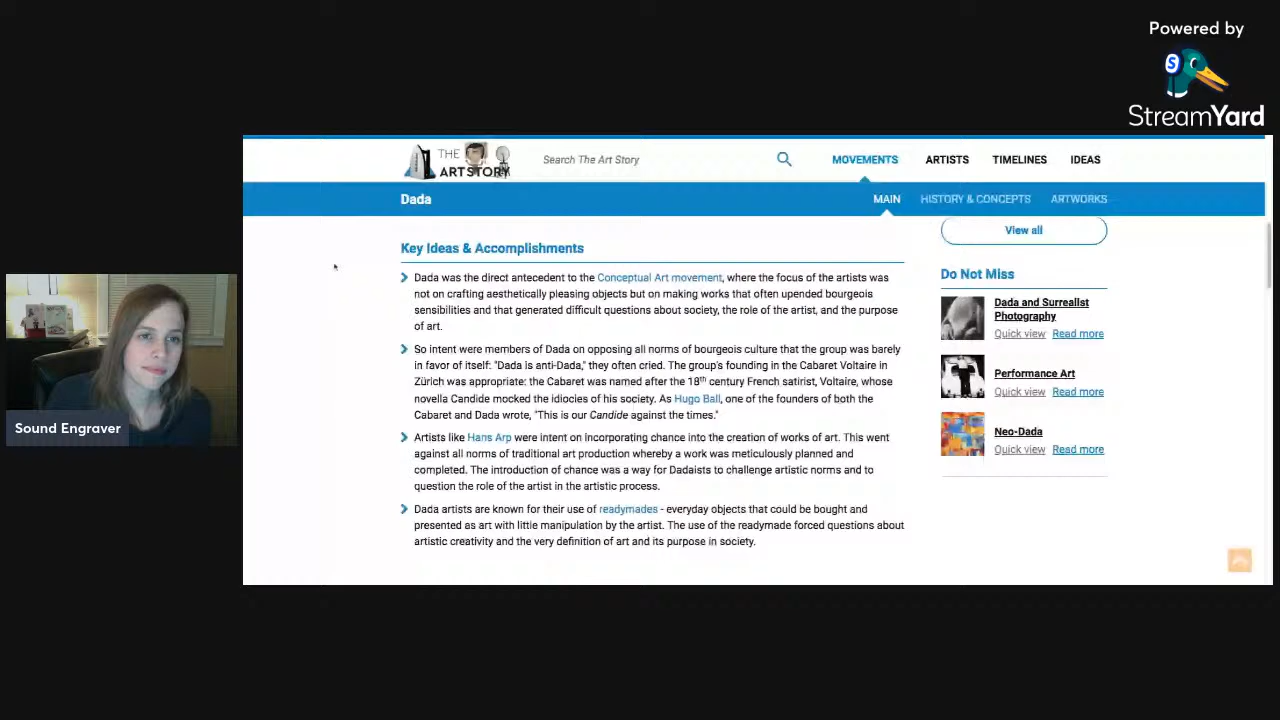 Powered by
S
StreamYard
THE
ARTSTORY
Search The Art Story
MOVEMENTS
ARTISTS
TIMELINES
IDEAS
Dada
MAIN
HISTORY & CONCEPTS
ARTWORKS
Key Ideas & Accomplishments
Dada was the direct antecedent to the Conceptual Art movement, where the focus of the artists was
not on crafting aesthetically pleasing objects but on making works that often upended bourgeois
sensibilities and that generated difficult questions about society, the role of the artist, and the purpose
of art.
So intent were members of Dada on opposing all norms of bourgeois culture that the group was barely
in favor of itself: "Dada is anti-Dada," they often cried. The group's founding in the Cabaret Voltaire in
Zürich was appropriate: the Cabaret was named after the 18th century French satirist, Voltaire, whose
novella Candide mocked the idiocies of his society. As Hugo Ball, one of the founders of both the
Cabaret and Dada wrote, "This is our Candide against the times."
Artists like Hans Arp were intent on incorporating chance into the creation of works of art. This went
against all norms of traditional art production whereby a work was meticulously planned and
completed. The introduction of chance was a way for Dadaists to challenge artistic norms and to
question the role of the artist in the artistic process.
Dada artists are known for their use of readymades - everyday objects that could be bought and
presented as art with little manipulation by the artist. The use of the readymade forced questions about
artistic creativity and the very definition of art and its purpose in society.
View all
Do Not Miss
Dada and Surrealist
Photography
Quick view Read more
Performance Art
Quick view Read more
Neo-Dada
Quick view Read more
Sound Engraver